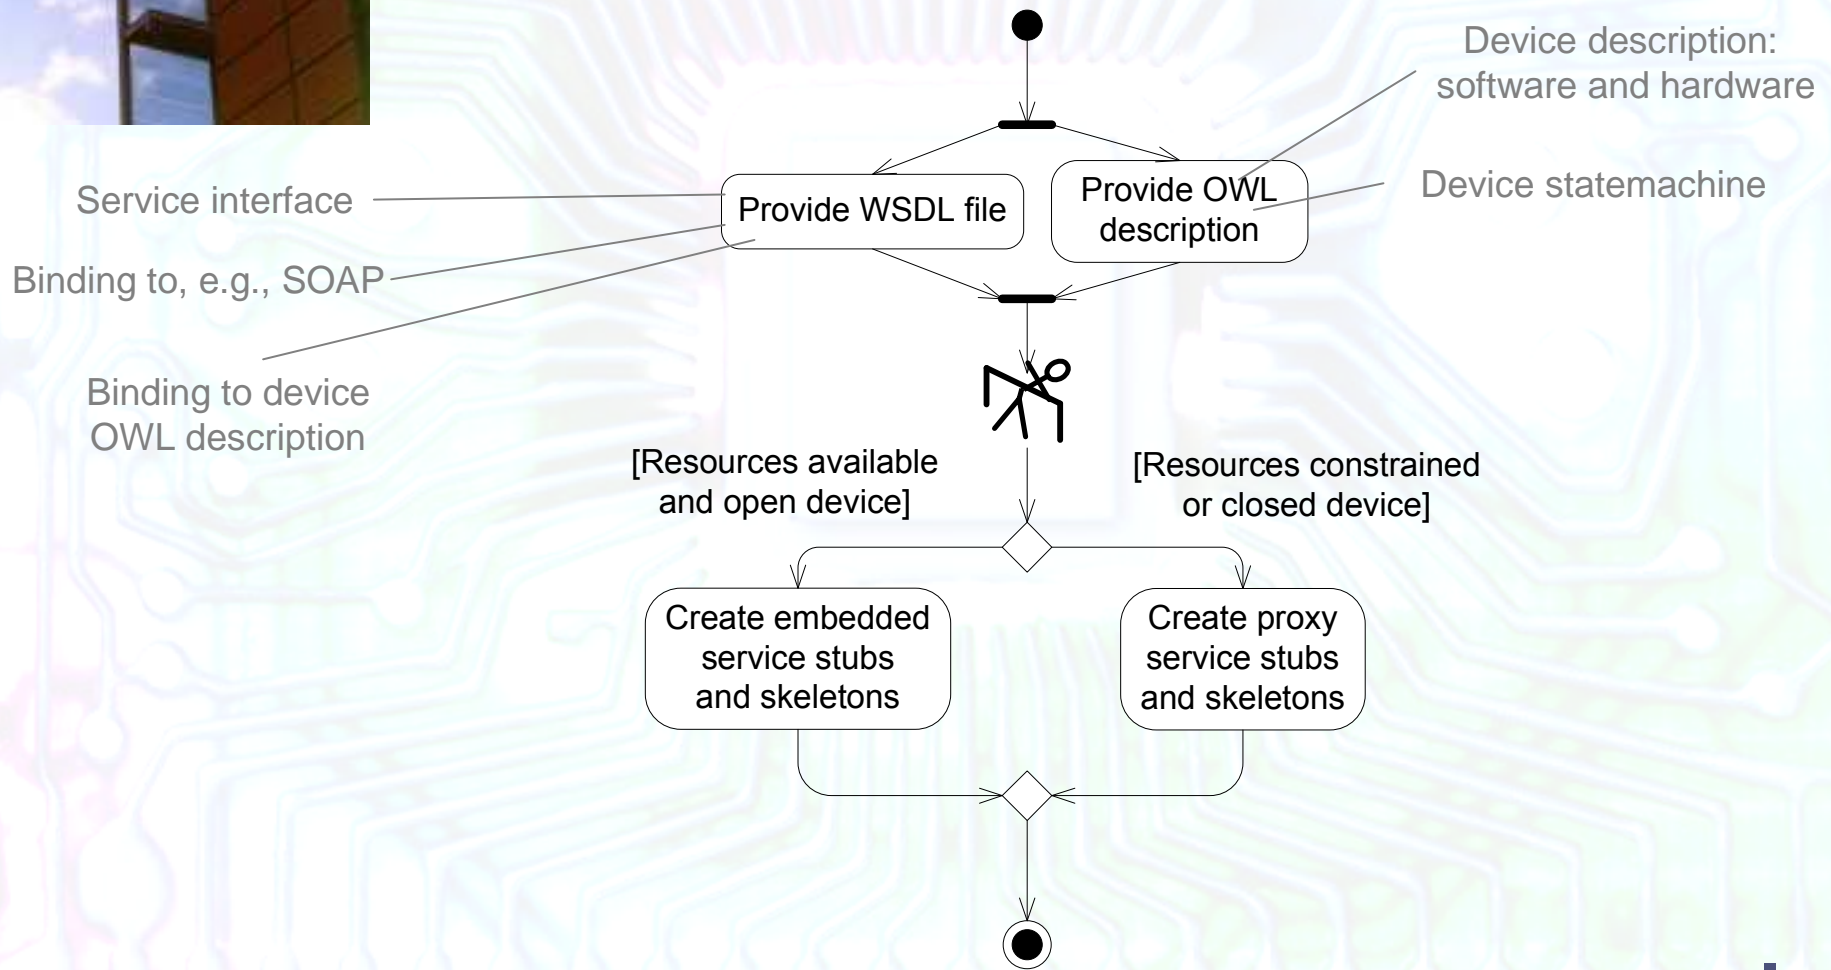 Device description:
software and hardware
Service interface
Provide WSDL file
Provide OWL
description
Device statemachine
Binding to, e.g., SOAP
Binding to device
OWL description
[Resources available
and open device]
[Resources constrained
or closed device]
Create embedded
service stubs
and skeletons
Create proxy
service stubs
and skeletons